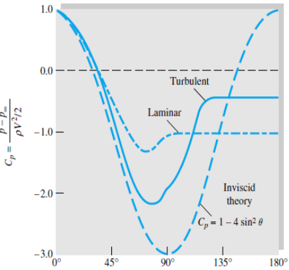 1.0
0.0
−1.0
−2.0
−3.0
C_p = p − p_∞ / ρV²/2
Turbulent
Laminar
Inviscid
theory
C_p = 1 − 4 sin² θ
0°
45°
90°
135°
180°